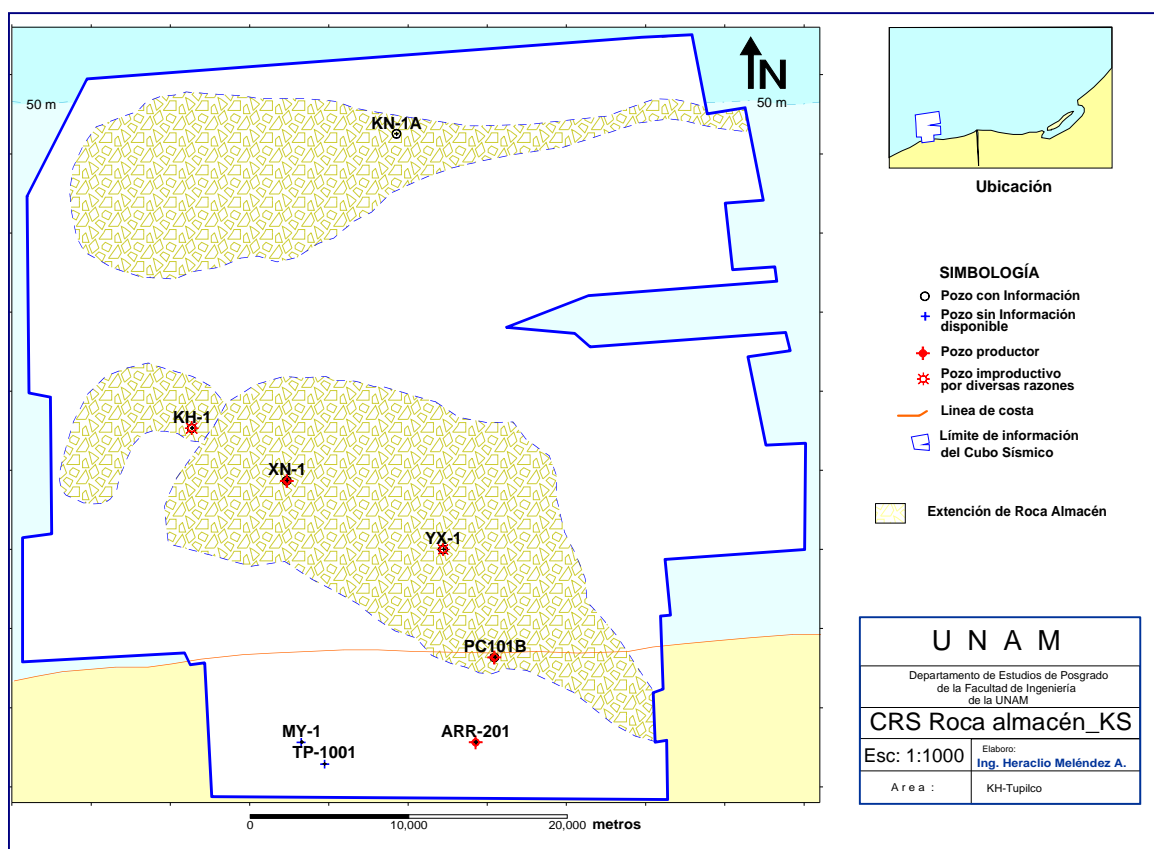 50 m
N
50 m
KN-1A
KH-1
XN-1
YX-1
PC101B
MY-1
TP-1001
ARR-201
0
10,000
20,000
metros
Ubicación
SIMBOLOGÍA
Pozo con Información
Pozo sin Información
disponible
Pozo productor
Pozo improductivo
por diversas razones
Linea de costa
Límite de información
del Cubo Sísmico
Extención de Roca Almacén
U N A M
Departamento de Estudios de Posgrado
de la Facultad de Ingeniería
de la UNAM
CRS Roca almacén_KS
Esc: 1:1000
Elaboro:
Ing. Heraclio Meléndez A.
A r e a :
KH-Tupilco